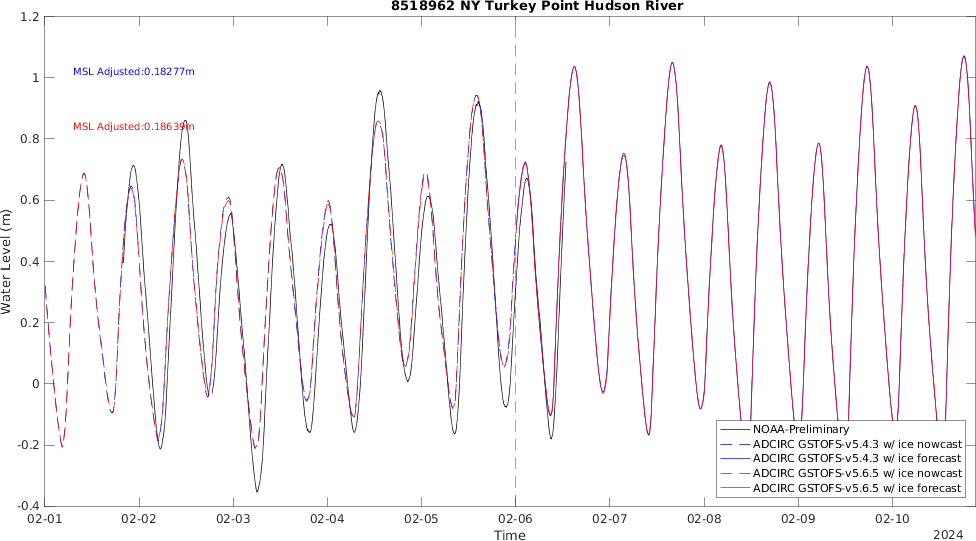 8518962 NY Turkey Point Hudson River
1.2
1
0.8
0.6
0.4
0.2
0
-0.2
-0.4
Water Level (m)
MSL Adjusted:0.18277m
MSL Adjusted:0.18639m
NOAA-Preliminary
ADCIRC GSTOFS-v5.4.3 w/ ice nowcast
ADCIRC GSTOFS-v5.4.3 w/ ice forecast
ADCIRC GSTOFS-v5.6.5 w/ ice nowcast
ADCIRC GSTOFS-v5.6.5 w/ ice forecast
02-01 02-02 02-03 02-04 02-05 02-06 02-07 02-08 02-09 02-10
Time
2024